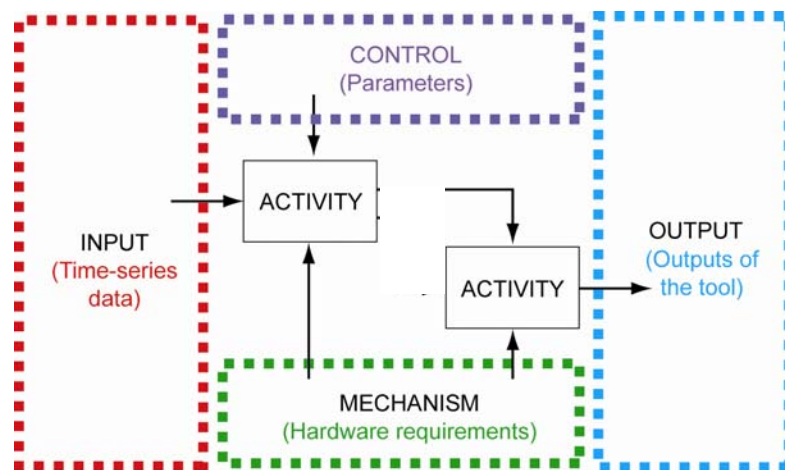 CONTROL
(Parameters)
ACTIVITY
INPUT
(Time-series
data)
ACTIVITY
OUTPUT
(Outputs of
the tool)
MECHANISM
(Hardware requirements)